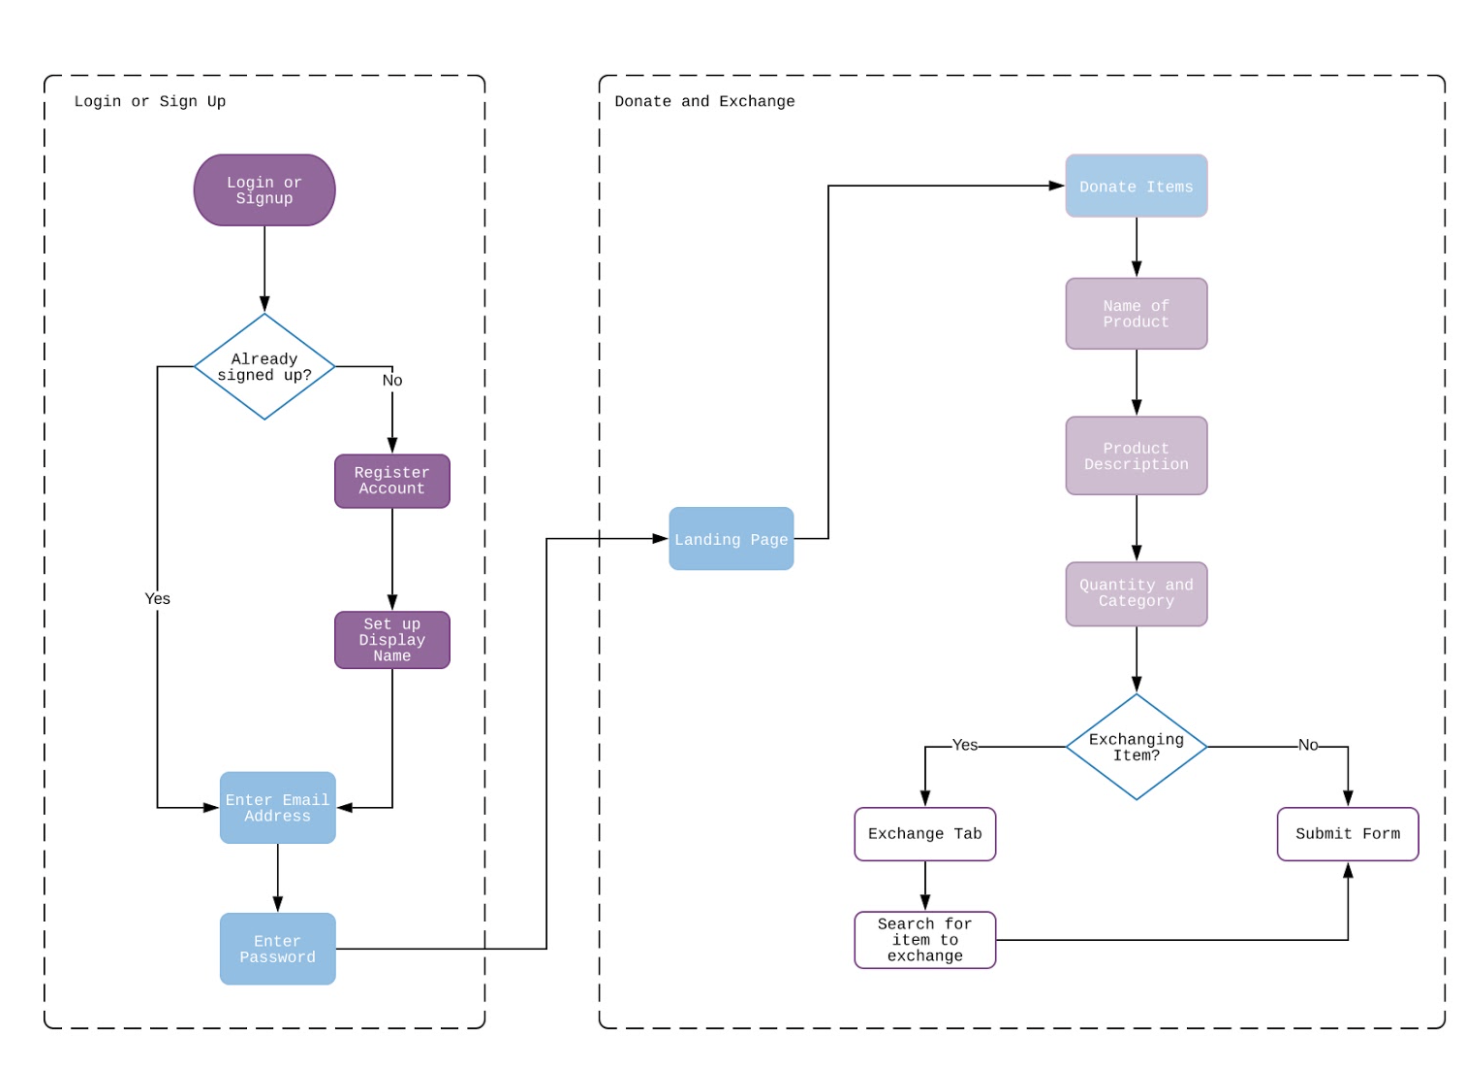 Login or Sign Up
Login or
Signup
Already
signed up?
No
Register
Account
Yes
Set up
Display
Name
Enter Email
Address
Enter
Password
Donate and Exchange
Landing Page
Donate Items
Name of
Product
Product
Description
Quantity and
Category
Exchanging
Item?
Yes
No
Exchange Tab
Submit Form
Search for
item to
exchange